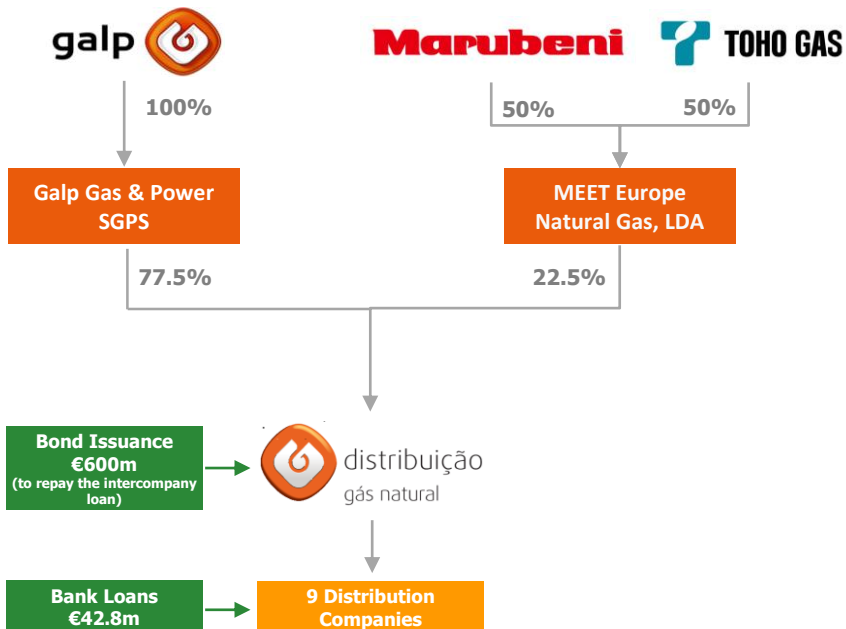 galp
Marubeni
TOHO GAS
100%
50%
50%
Galp Gas & Power
SGPS
MEET Europe
Natural Gas, LDA
77.5%
22.5%
Bond Issuance
€600m
(to repay the intercompany
loan)
distribuição
gás natural
Bank Loans
€42.8m
9 Distribution
Companies